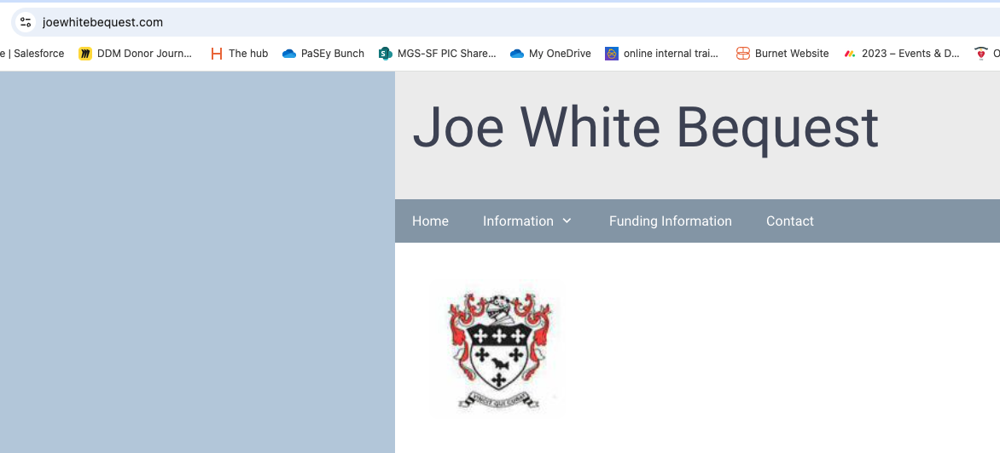 joewhitebequest.com
e | Salesforce DDM Donor Journ... The hub PaSEy Bunch MGS-SF PIC Share... My OneDrive online internal trai... Burnet Website 2023 – Events & D... O
Joe White Bequest
Home Information Funding Information Contact